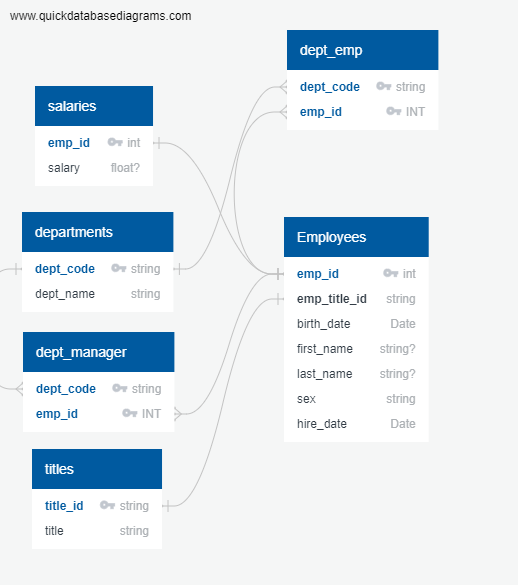 www.quickdatabasediagrams.com
dept_emp
dept_code string
emp_id INT
salaries
emp_id int
salary float?
departments
dept_code string
dept_name string
Employees
emp_id int
emp_title_id string
birth_date Date
first_name string?
last_name string?
sex string
hire_date Date
dept_manager
dept_code string
emp_id INT
titles
title_id string
title string